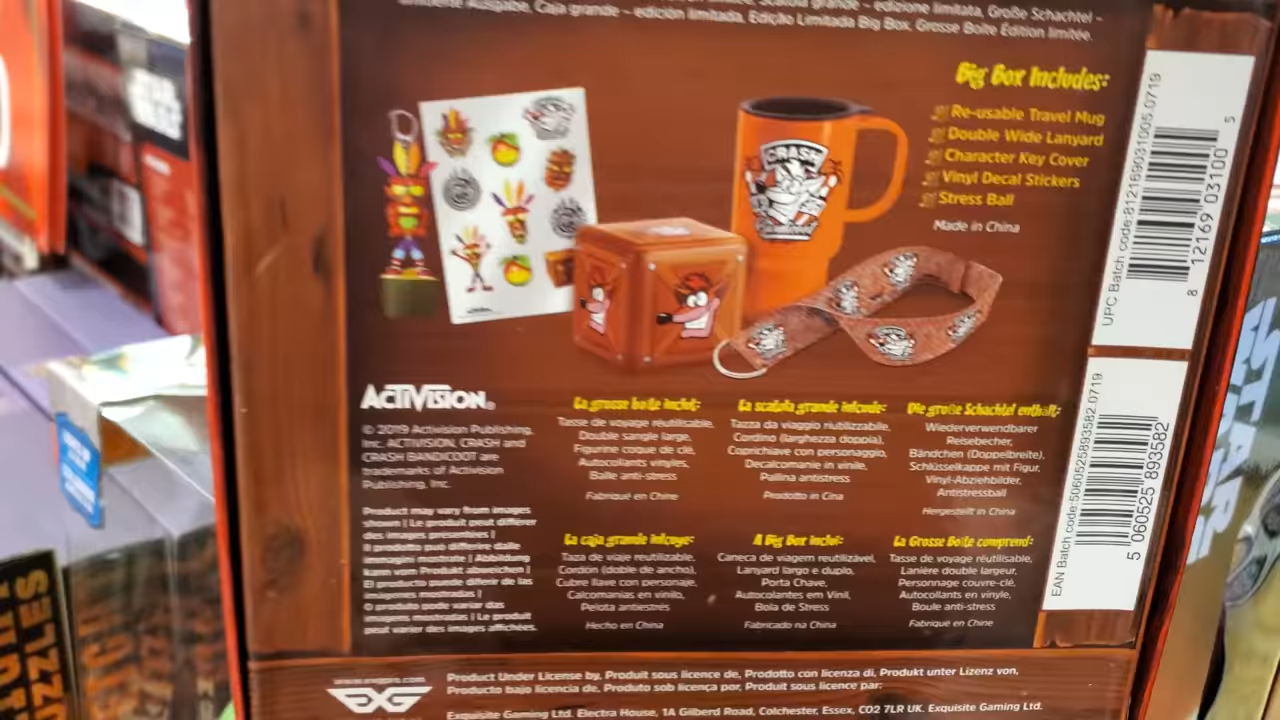 edizione limitata, Große Schachtel –
Ausgabe, Caja grande – edición limitada, Edição Limitada Big Box, Grosse Boîte Édition limitée.
Big Box Includes:
Re-usable Travel Mug
Double Wide Lanyard
Character Key Cover
Vinyl Decal Stickers
Stress Ball
Made in China
CRASH
ACTIVISION®
© 2019 Activision Publishing,
Inc. ACTIVISION, CRASH and
CRASH BANDICOOT are
trademarks of Activision
Publishing, Inc.
Product may vary from images
shown | Le produit peut différer
des images présentées |
Il prodotto può differire dalle
immagini mostrate | Abbildung
kann vom Produkt abweichen |
El producto puede diferir de las
imágenes mostradas |
O produto pode variar das
imagens mostradas | Le produit
peut varier des images affichées.
La grosse boîte inclut:
Tasse de voyage réutilisable,
Double sangle large,
Figurine coque de clé,
Autocollants vinyles,
Balle anti-stress
Fabriqué en Chine
La scatola grande include:
Tazza da viaggio riutilizzabile,
Cordino (larghezza doppia),
Coprichiave con personaggio,
Decalcomanie in vinile,
Pallina antistress
Prodotto in Cina
Die große Schachtel enthält:
Wiederverwendbarer
Reisebecher,
Bändchen (Doppelbreite),
Schlüsselkappe mit Figur,
Vinyl-Abziehbilder,
Antistressball
Hergestellt in China
La caja grande incluye:
Taza de viaje reutilizable,
Cordón (doble de ancho),
Cubre llave con personaje,
Calcomanías en vinilo,
Pelota antiestrés
Hecho en China
A Big Box inclui:
Caneca de viagem reutilizável,
Lanyard largo e duplo,
Porta Chave,
Autocolantes em Vinil,
Bola de Stress
Fabricado na China
La Grosse Boîte comprend:
Tasse de voyage réutilisable,
Lanière double largeur,
Personnage couvre-clé,
Autocollants en vinyle,
Boule anti-stress
Fabriqué en Chine
UPC Batch code:812169031005.0719
8 12169 03100 5
EAN Batch code:5060525893582.0719
5 060525 893582
www.exgpro.com
EXG
Product Under License by, Produit sous licence de, Prodotto con licenza di, Produkt unter Lizenz von,
Producto bajo licencia de, Produto sob licença por, Produit sous licence par:
Exquisite Gaming Ltd. Electra House, 1A Gilberd Road, Colchester, Essex, CO2 7LR UK. Exquisite Gaming Ltd.
STAR